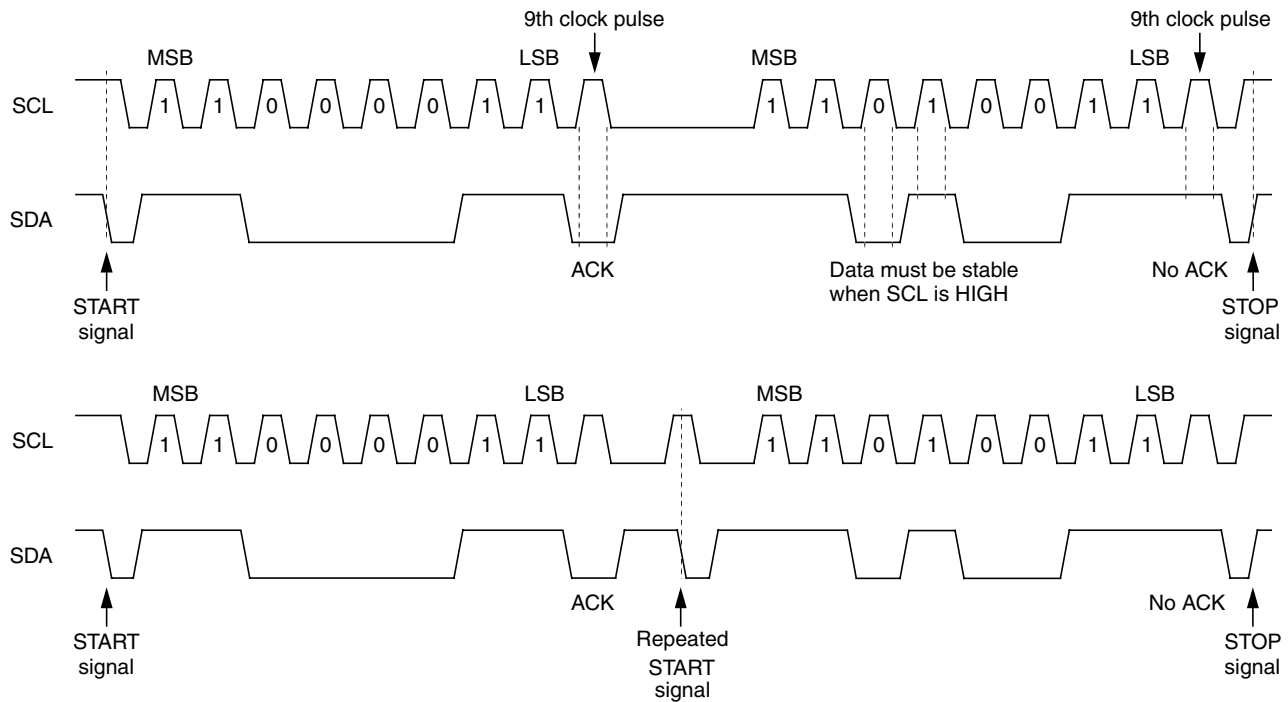 9th clock pulse 9th clock pulse
MSB LSB MSB LSB
SCL 1 1 0 0 0 0 1 1 1 1 0 1 0 0 1 1
SDA
ACK Data must be stable No ACK
when SCL is HIGH
START STOP
signal signal
MSB LSB MSB LSB
SCL 1 1 0 0 0 0 1 1 1 1 0 1 0 0 1 1
SDA
ACK No ACK
START Repeated STOP
signal START signal
signal